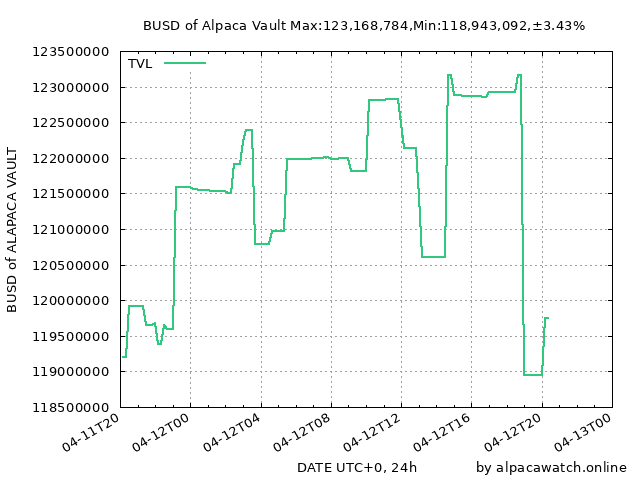 BUSD of Alpaca Vault Max:123,168,784,Min:118,943,092,±3.43%
TVL
123500000
123000000
122500000
122000000
121500000
121000000
120500000
120000000
119500000
119000000
118500000
BUSD of ALAPACA VAULT
04-11T20
04-12T00
04-12T04
04-12T08
04-12T12
04-12T16
04-12T20
04-13T00
DATE UTC+0, 24h
by alpacawatch.online